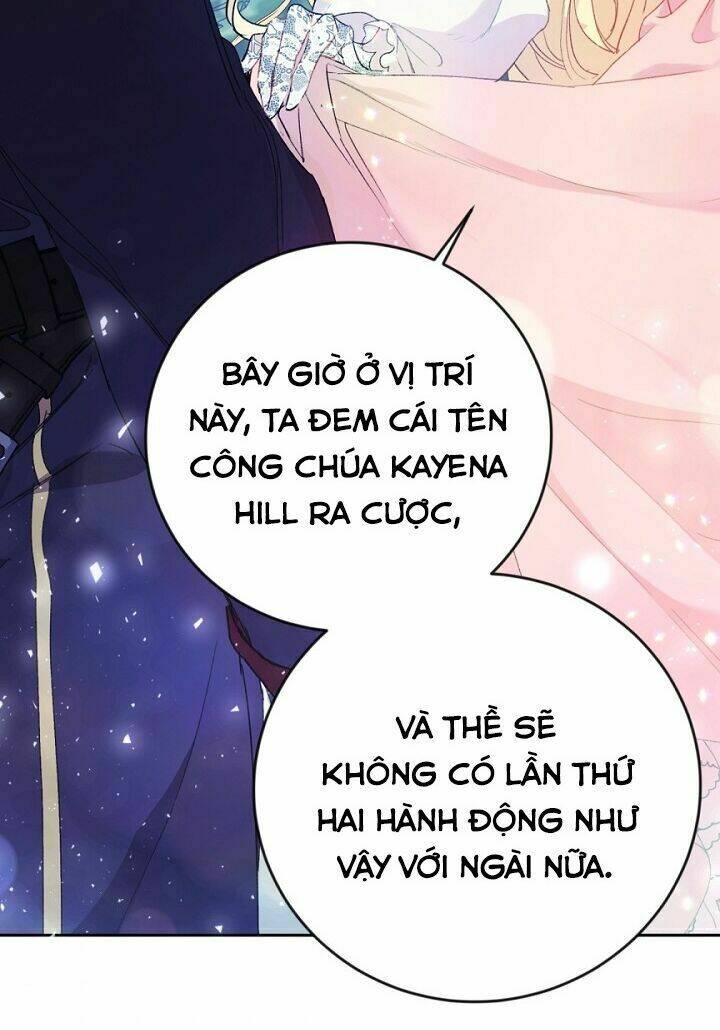 BÂY GIỜ Ở VỊ TRÍ
NÀY, TA ĐEM CÁI TÊN
CÔNG CHÚA KAYENA
HILL RA CƯỢC,
VÀ THỀ SẼ
KHÔNG CÓ LẦN THỨ
HAI HÀNH ĐỘNG NHƯ
VẬY VỚI NGÀI NỮA.